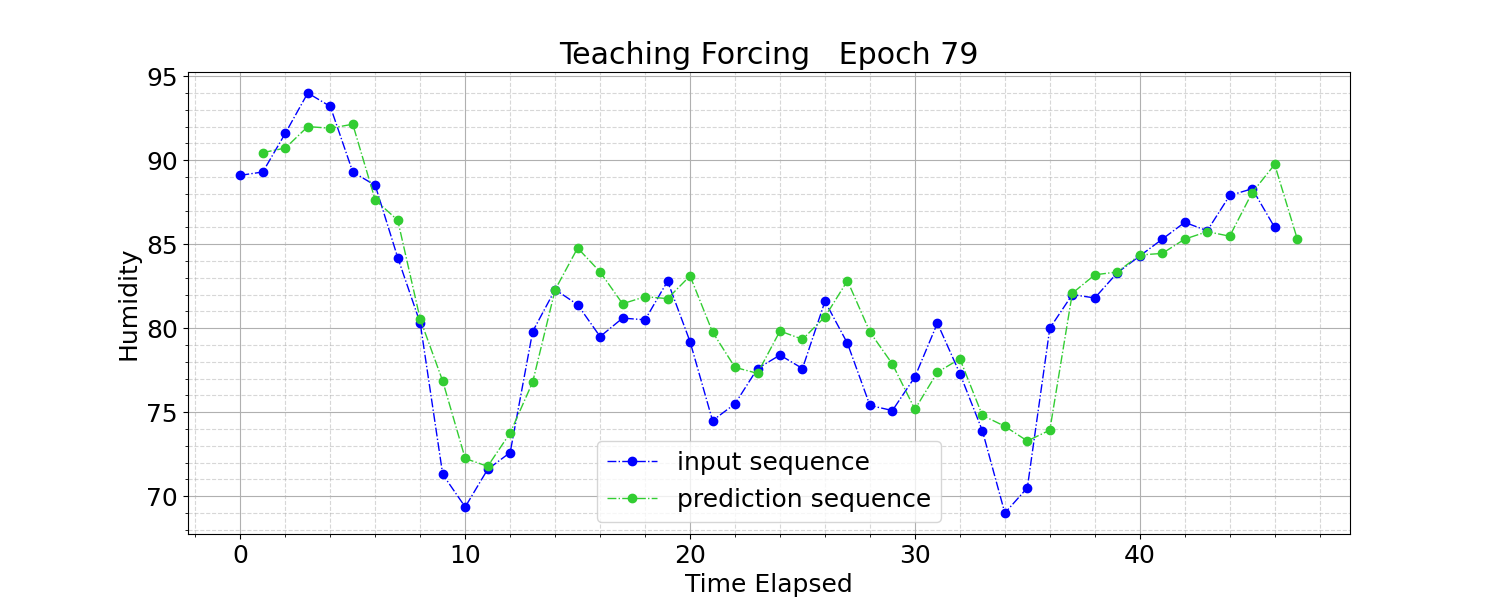 Teaching Forcing   Epoch 79
95
90
85
80
75
70
Humidity
input sequence
prediction sequence
0 10 20 30 40
Time Elapsed